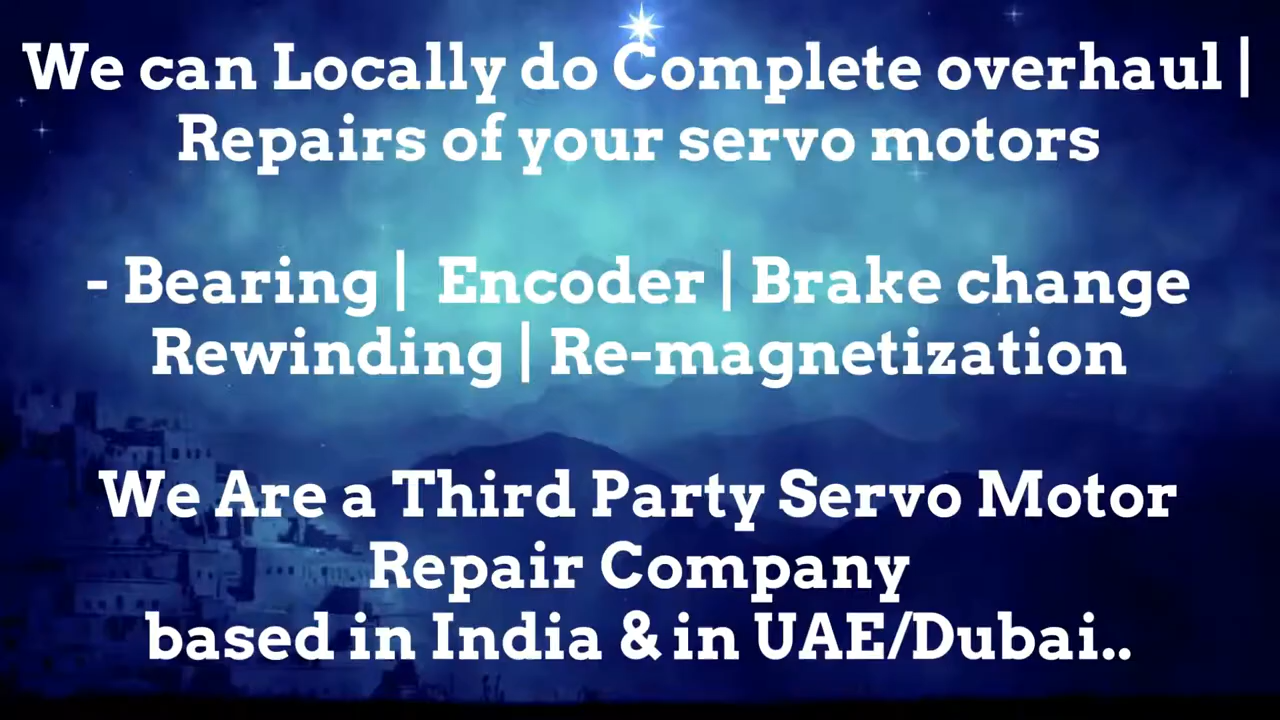 We can Locally do Complete overhaul |
Repairs of your servo motors
- Bearing | Encoder | Brake change
Rewinding | Re-magnetization
We Are a Third Party Servo Motor
Repair Company
based in India & in UAE/Dubai..